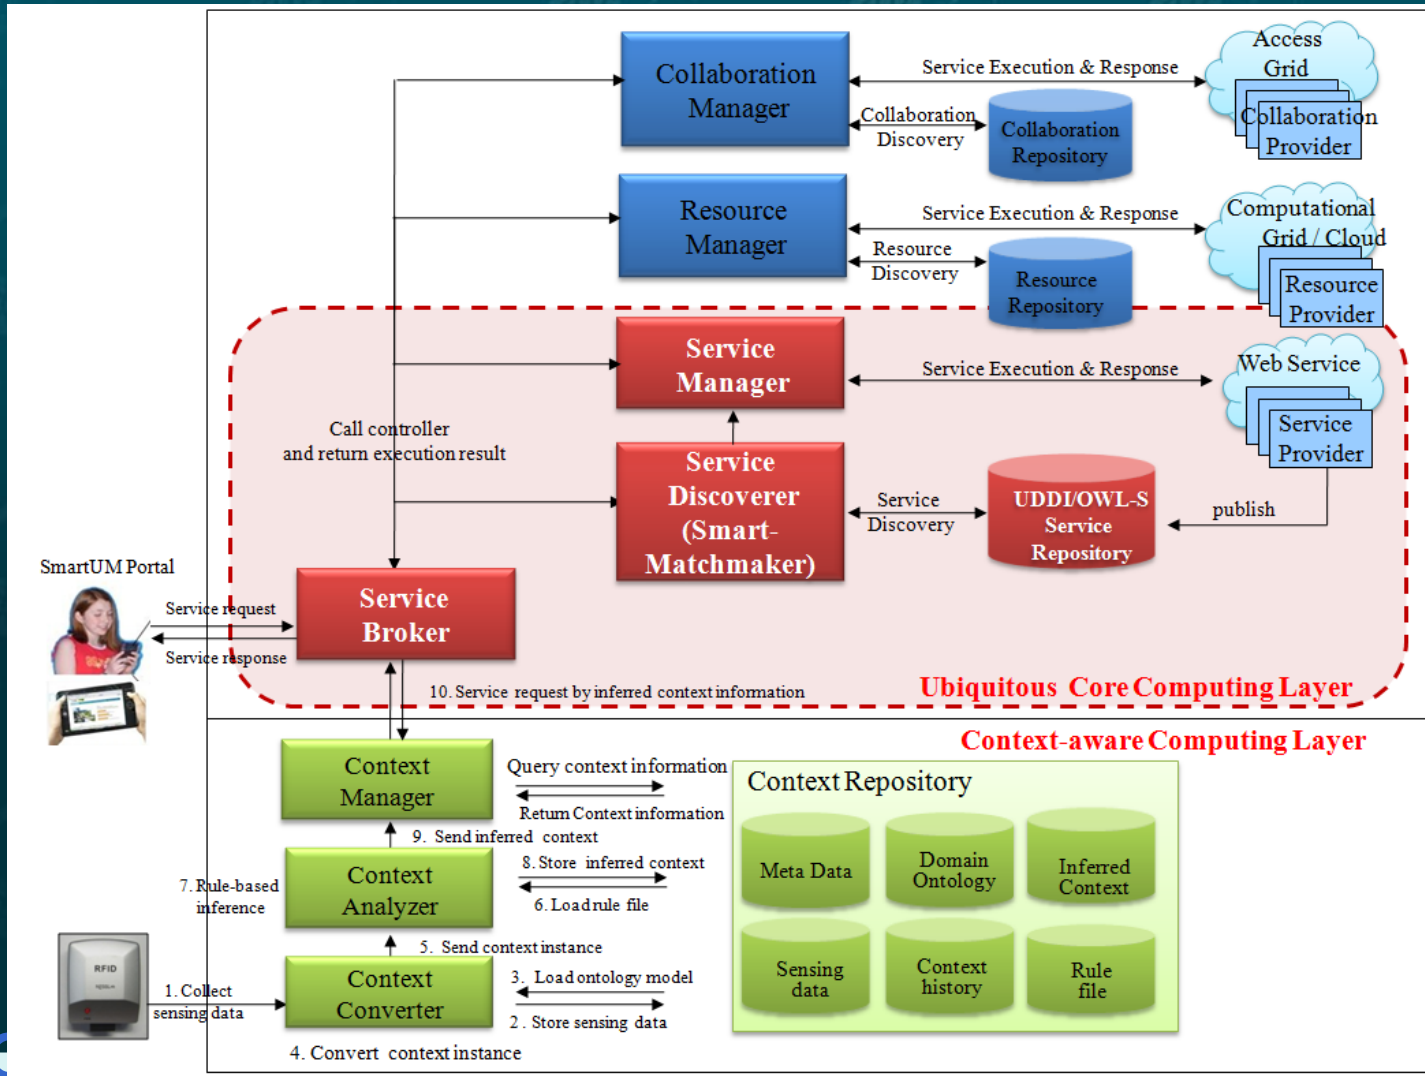 Collaboration
Manager
Service Execution & Response
Access
Grid
Collaboration
Provider
Collaboration
Discovery
Collaboration
Repository
Resource
Manager
Service Execution & Response
Computational
Grid / Cloud
Resource
Provider
Resource
Discovery
Resource
Repository
Service
Manager
Service Execution & Response
Web Service
Service
Provider
Call controller
and return execution result
Service
Discoverer
(Smart-
Matchmaker)
Service
Discovery
UDDI/OWL-S
Service
Repository
publish
SmartUM Portal
Service request
Service response
Service
Broker
10. Service request by inferred context information
Ubiquitous Core Computing Layer
Context-aware Computing Layer
Context
Manager
Query context information
Return Context information
9. Send inferred context
Context
Analyzer
7. Rule-based
inference
8. Store inferred context
6. Load rule file
5. Send context instance
Context
Converter
RFID
1. Collect
sensing data
3. Load ontology model
2. Store sensing data
4. Convert context instance
Context Repository
Meta Data
Domain
Ontology
Inferred
Context
Sensing
data
Context
history
Rule
file